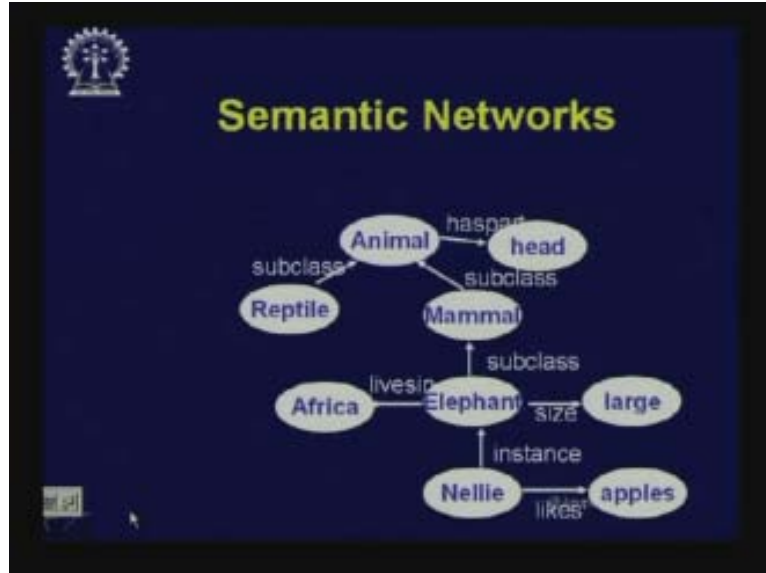 Semantic Networks
haspart
Animal
head
subclass
subclass
Reptile
Mammal
subclass
livesin
Africa
Elephant
large
size
instance
Nellie
apples
likes